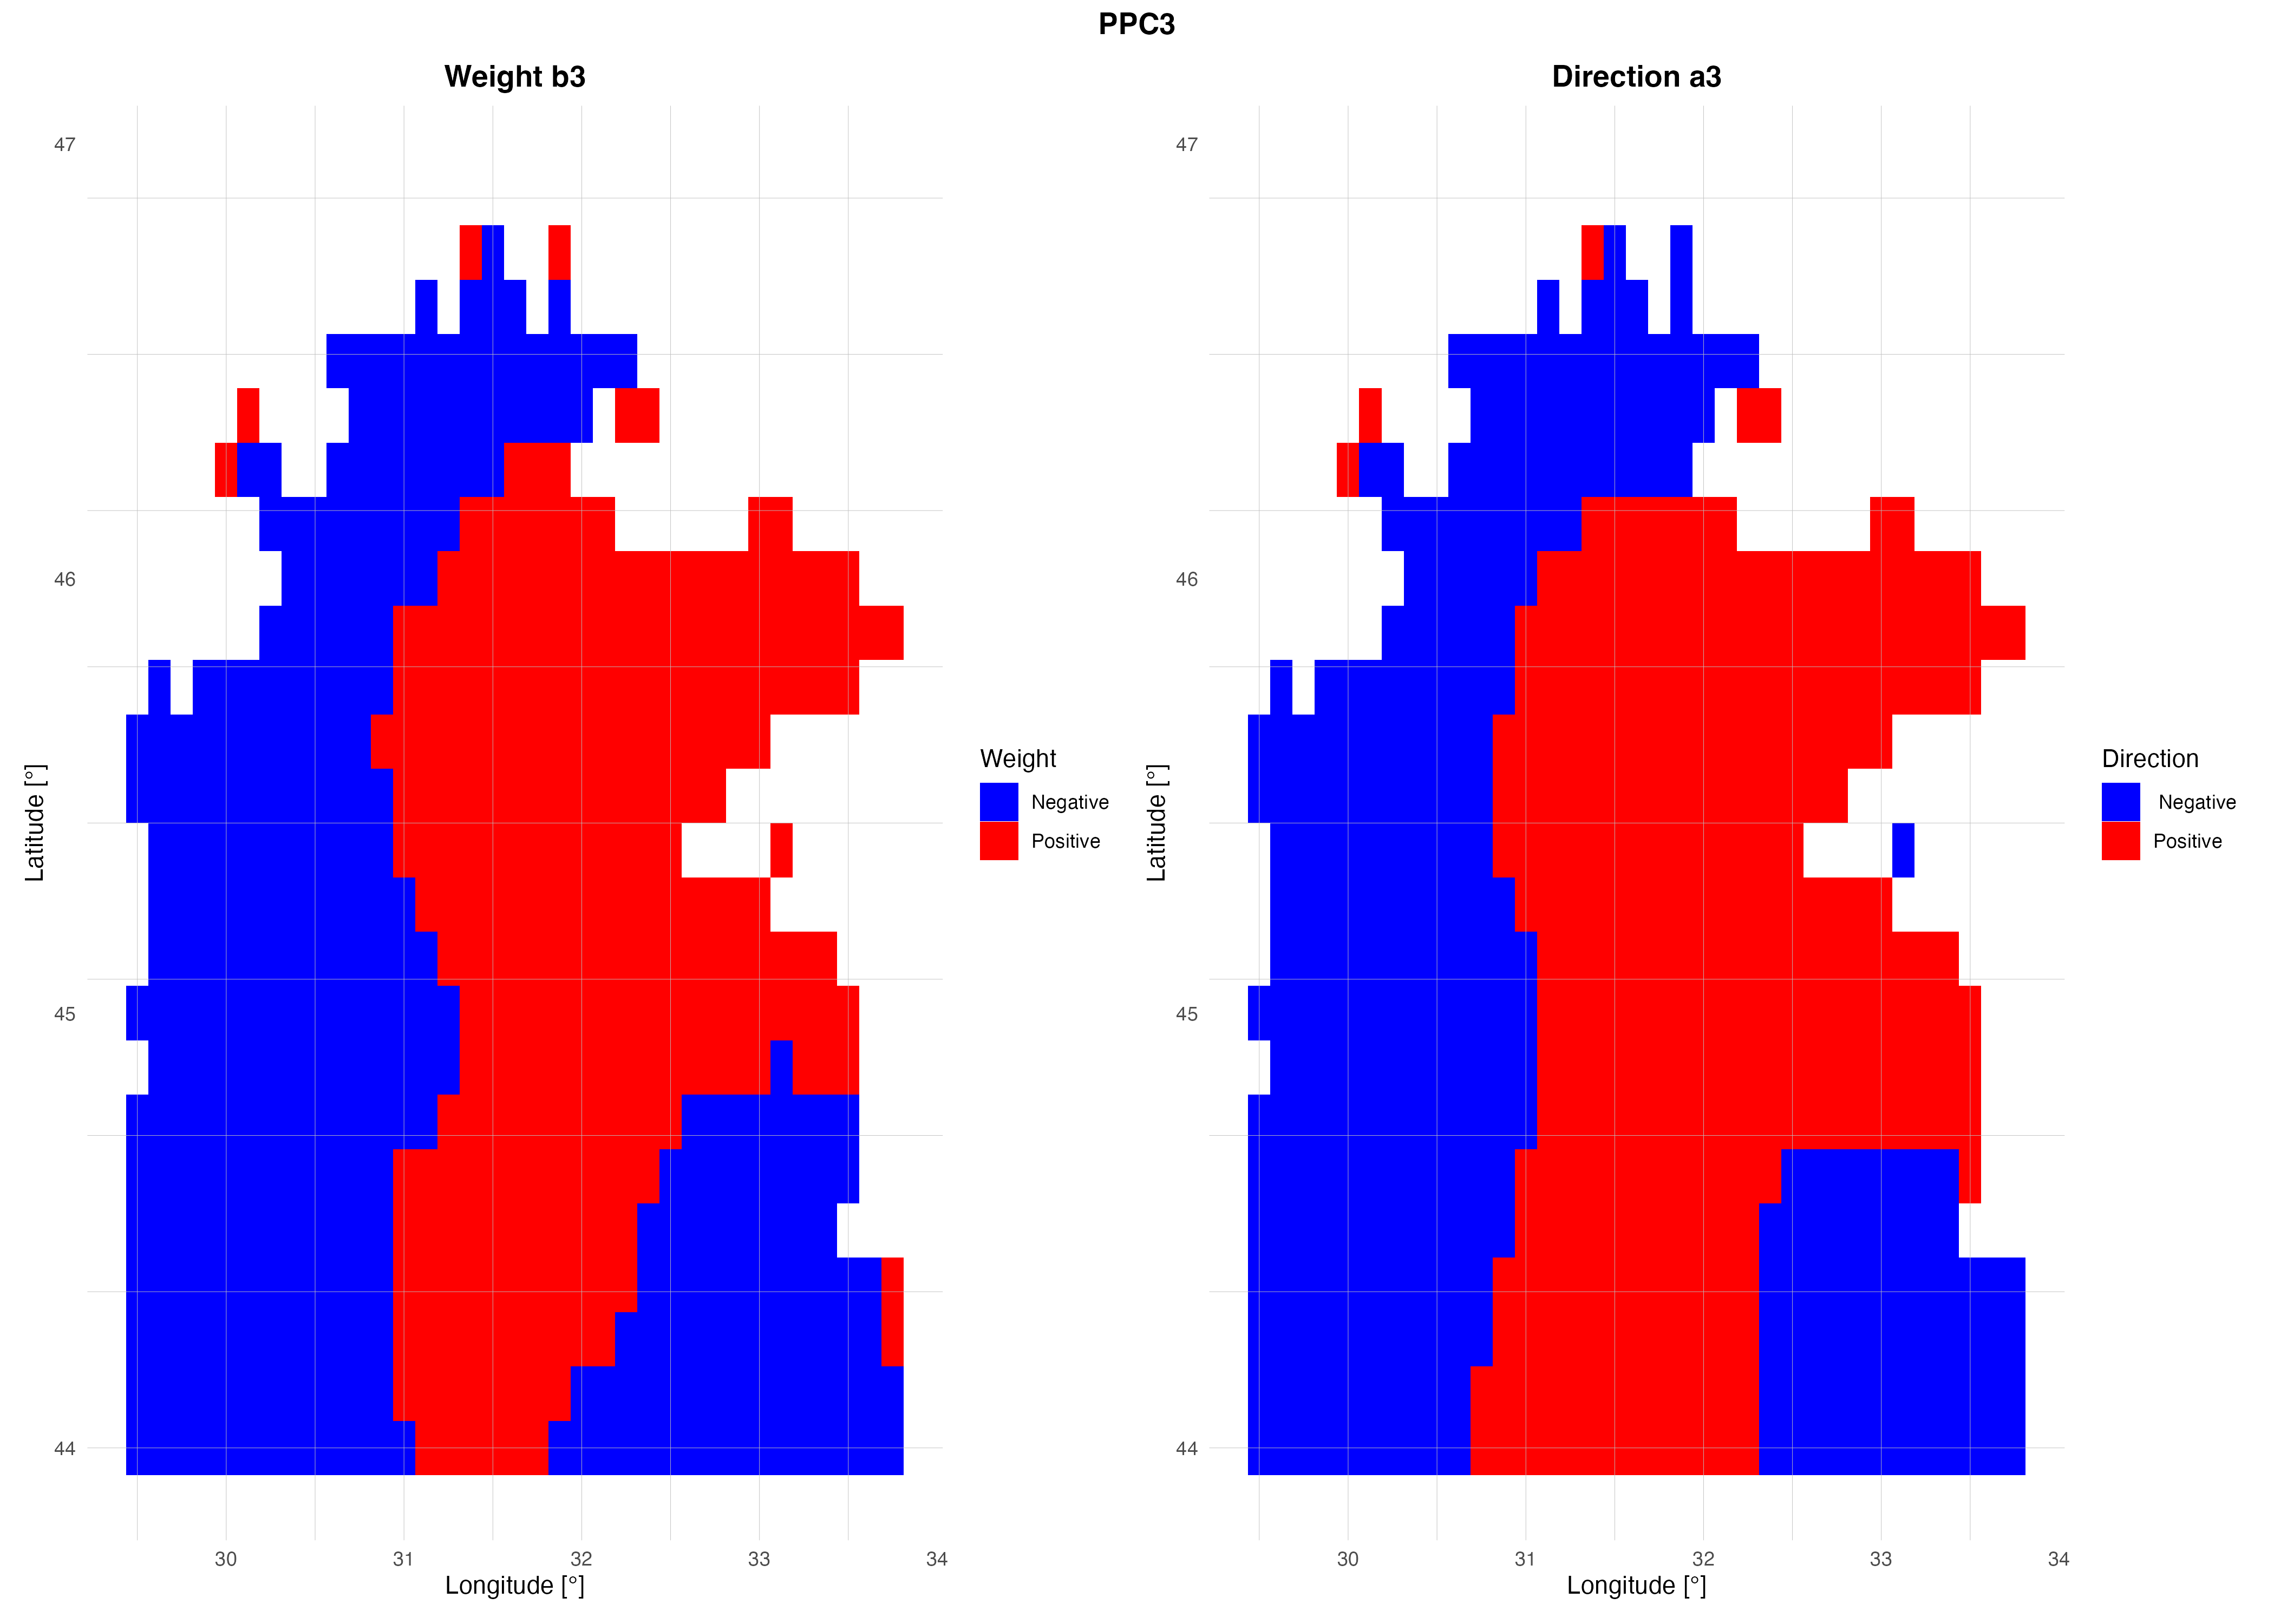 PPC3
Weight b3
47
46
45
44
Latitude [°]
30 31 32 33 34
Longitude [°]
Weight
Negative
Positive
Direction a3
47
46
45
44
Latitude [°]
30 31 32 33 34
Longitude [°]
Direction
Negative
Positive